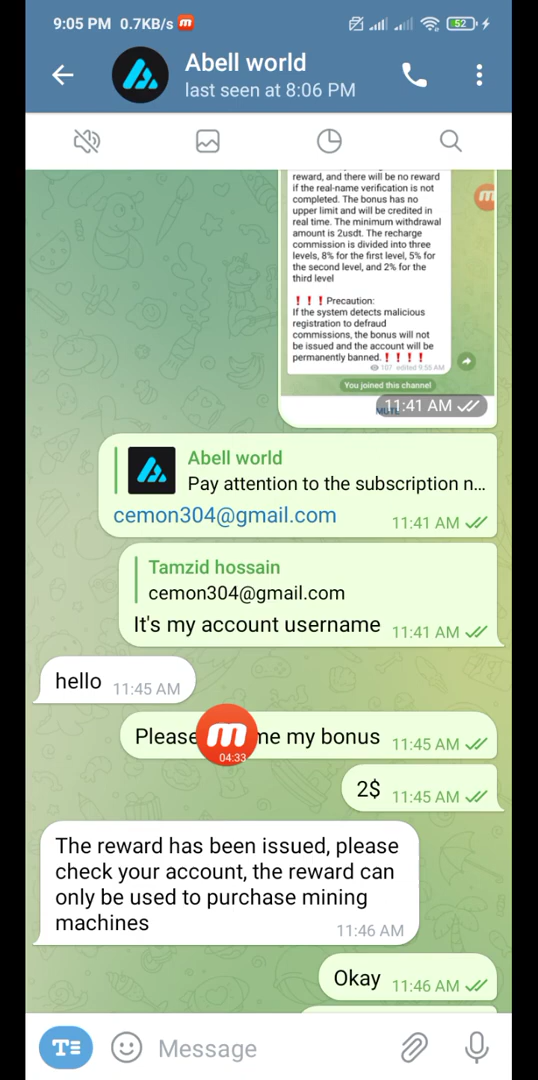 9:05 PM 0.7KB/s
52
Abell world
last seen at 8:06 PM
reward, and there will be no reward
if the real-name verification is not
completed. The bonus has no
upper limit and will be credited in
real time. The minimum withdrawal
amount is 2usdt. The recharge
commission is divided into three
levels, 8% for the first level, 5% for
the second level, and 2% for the
third level
❗❗❗Precaution:
If the system detects malicious
registration to defraud
commissions, the bonus will not
be issued and the account will be
permanently banned.❗❗❗❗
107 edited 9:56 AM
You joined this channel
MUTE
11:41 AM
Abell world
Pay attention to the subscription n...
cemon304@gmail.com
11:41 AM
Tamzid hossain
cemon304@gmail.com
It's my account username 11:41 AM
hello 11:45 AM
Please me my bonus 11:45 AM
04:33
2$ 11:45 AM
The reward has been issued, please
check your account, the reward can
only be used to purchase mining
machines
11:46 AM
Okay 11:46 AM
T
Message